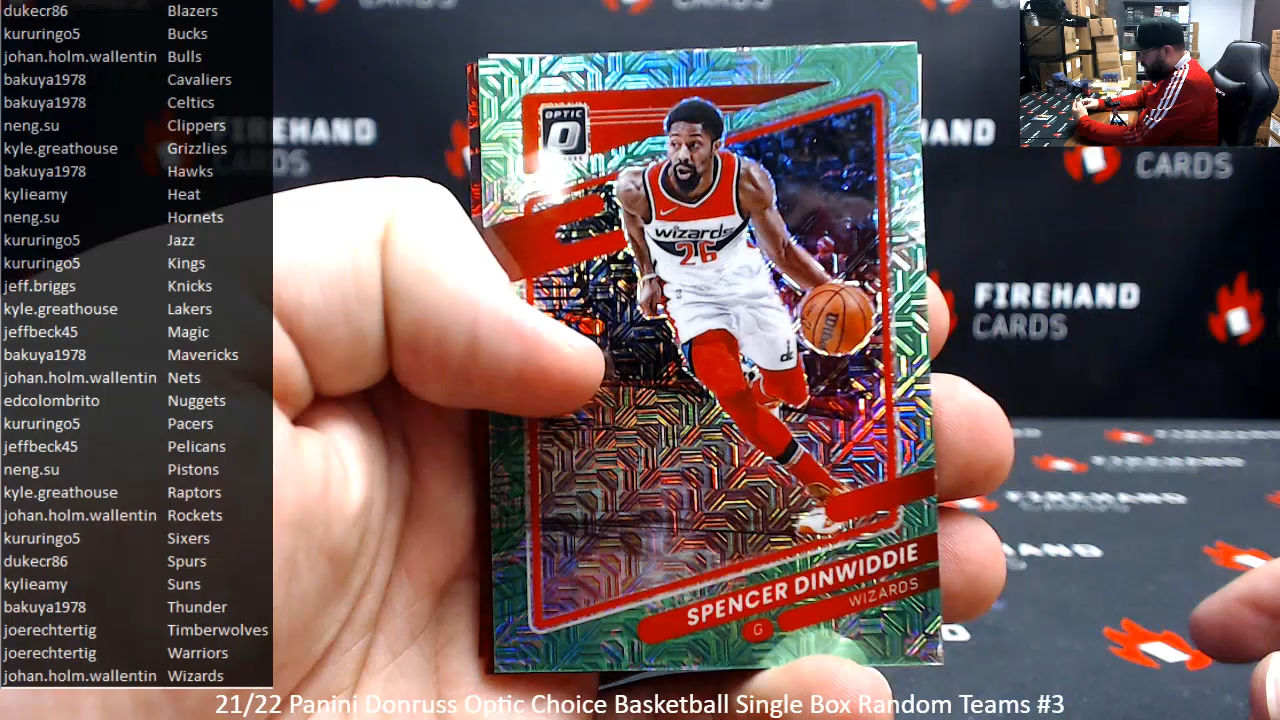 dukecr86 Blazers
kururingo5 Bucks
johan.holm.wallentin Bulls
bakuya1978 Cavaliers
bakuya1978 Celtics
neng.su Clippers
kyle.greathouse Grizzlies
bakuya1978 Hawks
kylieamy Heat
neng.su Hornets
kururingo5 Jazz
kururingo5 Kings
jeff.briggs Knicks
kyle.greathouse Lakers
jeffbeck45 Magic
bakuya1978 Mavericks
johan.holm.wallentin Nets
edcolombrito Nuggets
kururingo5 Pacers
jeffbeck45 Pelicans
neng.su Pistons
kyle.greathouse Raptors
johan.holm.wallentin Rockets
kururingo5 Sixers
dukecr86 Spurs
kylieamy Suns
bakuya1978 Thunder
joerechtertig Timberwolves
joerechtertig Warriors
johan.holm.wallentin Wizards
OPTIC
wizards
26
SPENCER DINWIDDIE
WIZARDS
G
FIREHAND
CARDS
FIREHAND
CARDS
CARDS
21/22 Panini Donruss Optic Choice Basketball Single Box Random Teams #3